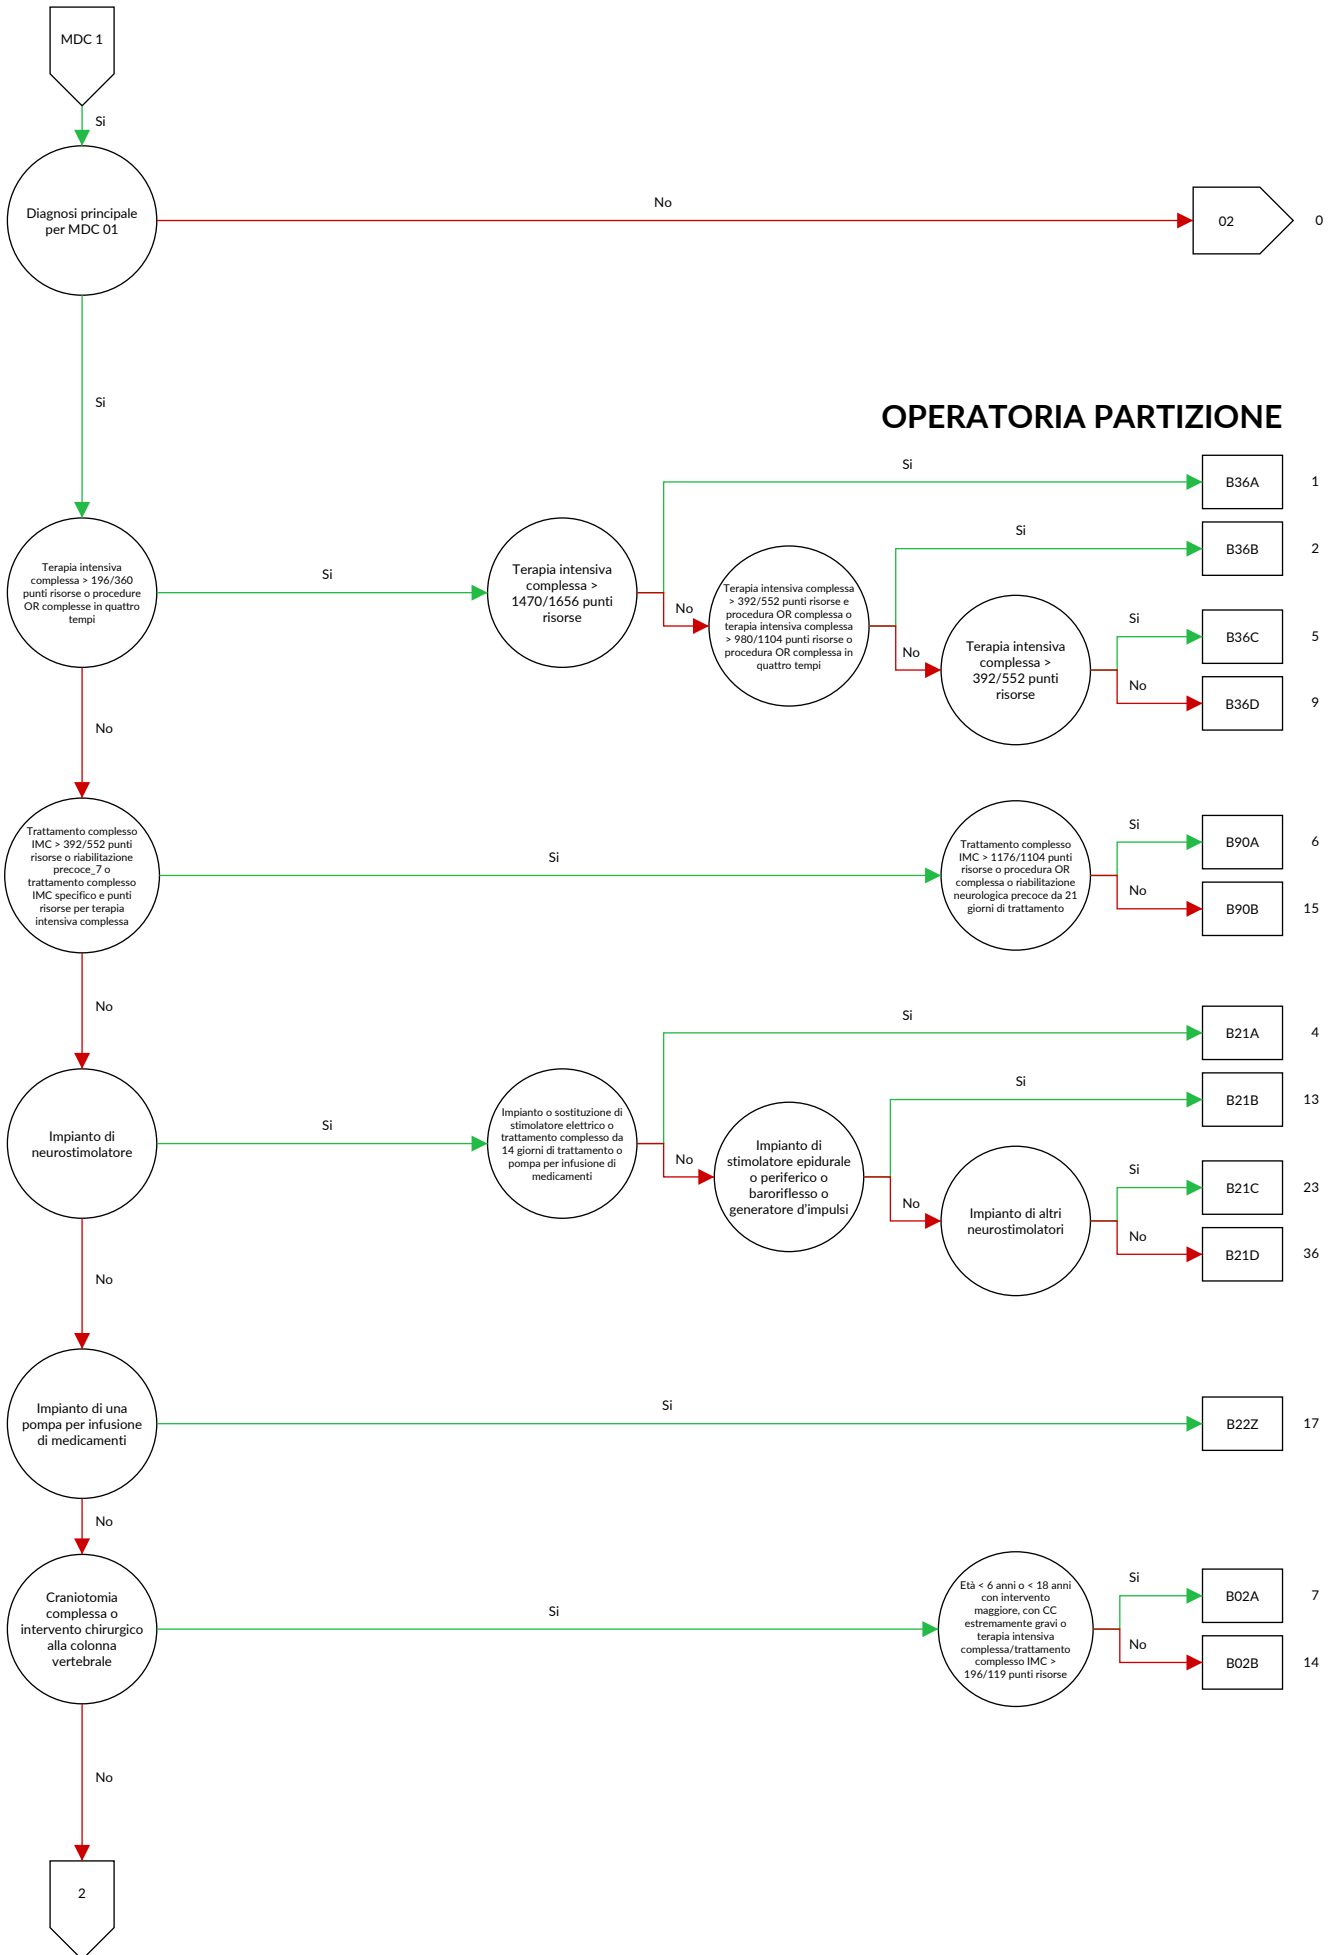 MDC 1
Si
Diagnosi principale
per MDC 01
No
02
0
Si
OPERATORIA PARTIZIONE
Terapia intensiva
complessa > 196/360
punti risorse o procedure
OR complesse in quattro
tempi
Si
Terapia intensiva
complessa >
1470/1656 punti
risorse
Si
B36A
1
No
Terapia intensiva complessa
> 392/552 punti risorse e
procedura OR complessa o
terapia intensiva complessa
> 980/1104 punti risorse o
procedura OR complessa in
quattro tempi
Si
B36B
2
No
Terapia intensiva
complessa >
392/552 punti
risorse
Si
B36C
5
No
B36D
9
No
Trattamento complesso
IMC > 392/552 punti
risorse o riabilitazione
precoce_7 o
trattamento complesso
IMC specifico e punti
risorse per terapia
intensiva complessa
Si
Trattamento complesso
IMC > 1176/1104 punti
risorse o procedura OR
complessa o riabilitazione
neurologica precoce da 21
giorni di trattamento
Si
B90A
6
No
B90B
15
No
Impianto di
neurostimolatore
Si
Impianto o sostituzione di
stimolatore elettrico o
trattamento complesso da
14 giorni di trattamento o
pompa per infusione di
medicamenti
Si
B21A
4
No
Impianto di
stimolatore epidurale
o periferico o
baroriflesso o
generatore d'impulsi
Si
B21B
13
No
Impianto di altri
neurostimolatori
Si
B21C
23
No
B21D
36
No
Impianto di una
pompa per infusione
di medicamenti
Si
B22Z
17
No
Craniotomia
complessa o
intervento chirurgico
alla colonna
vertebrale
Si
Età < 6 anni o < 18 anni
con intervento
maggiore, con CC
estremamente gravi o
terapia intensiva
complessa/trattamento
complesso IMC >
196/119 punti risorse
Si
B02A
7
No
B02B
14
No
2